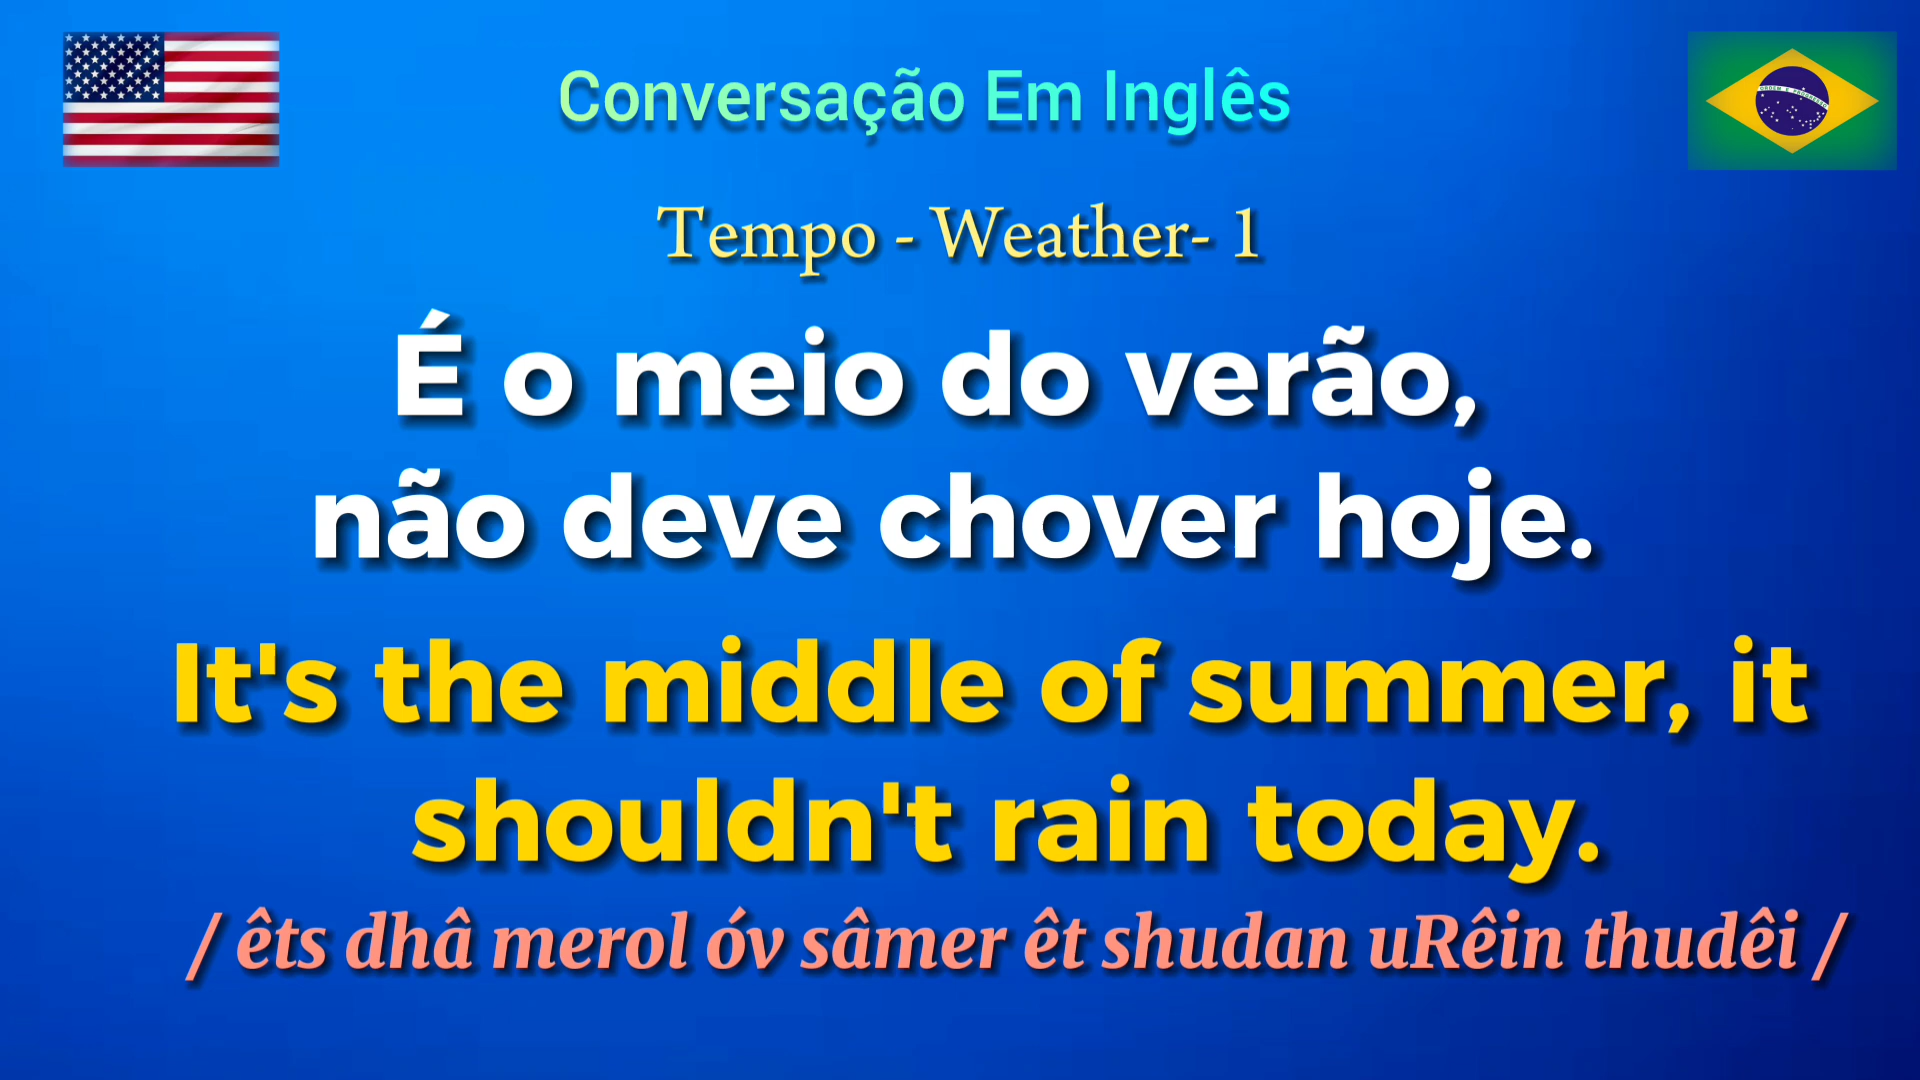 Conversação Em Inglês
Tempo - Weather- 1
É o meio do verão,
não deve chover hoje.
It's the middle of summer, it
shouldn't rain today.
/ êts dhâ merol óv sâmer êt shudan uRêin thudêi /